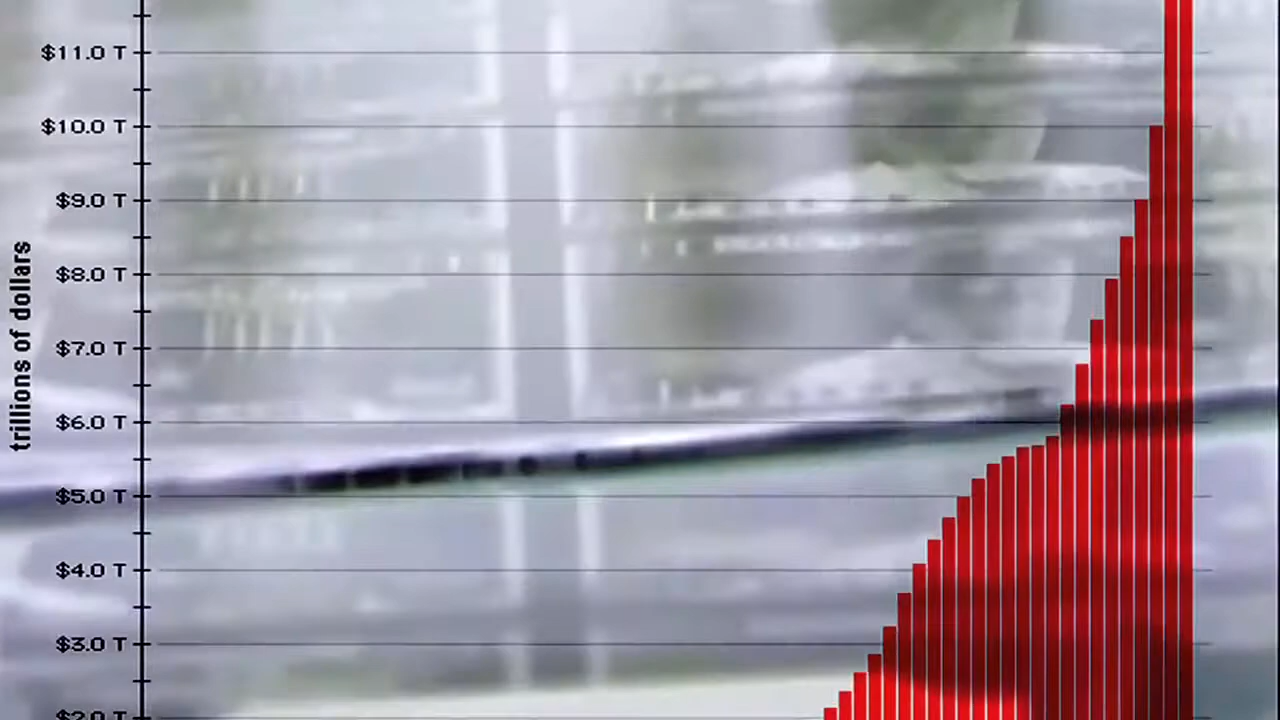 $11.0 T
$10.0 T
$9.0 T
$8.0 T
$7.0 T
$6.0 T
$5.0 T
$4.0 T
$3.0 T
$2.0 T
trillions of dollars